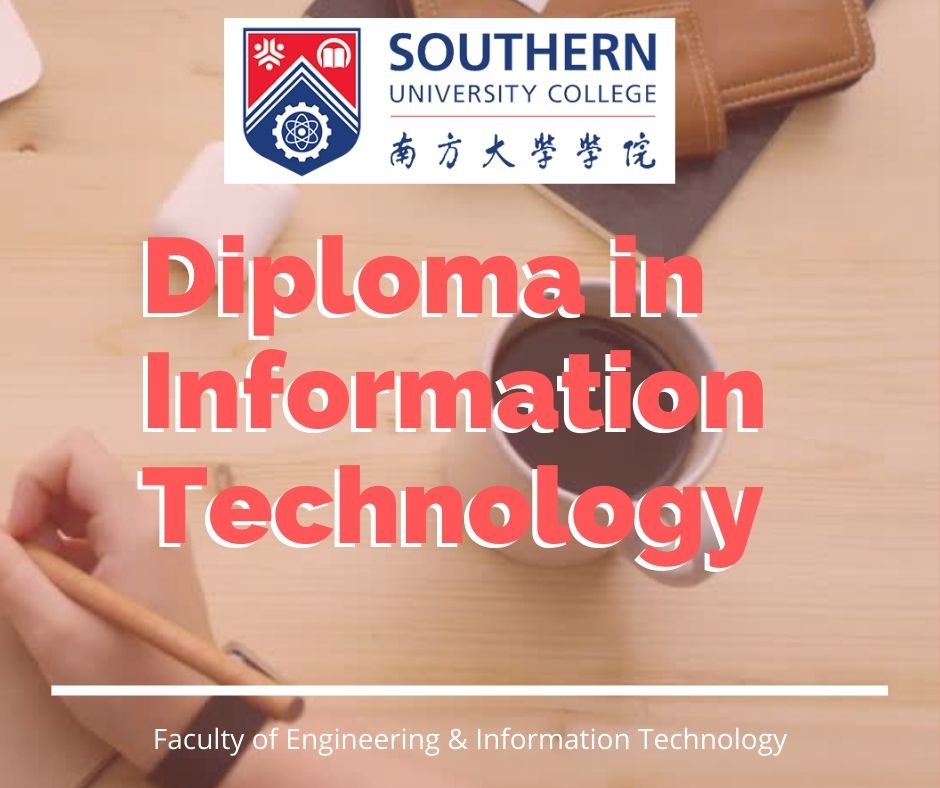 SOUTHERN
UNIVERSITY COLLEGE
南方大學學院
Diploma in
Information
Technology
Faculty of Engineering & Information Technology